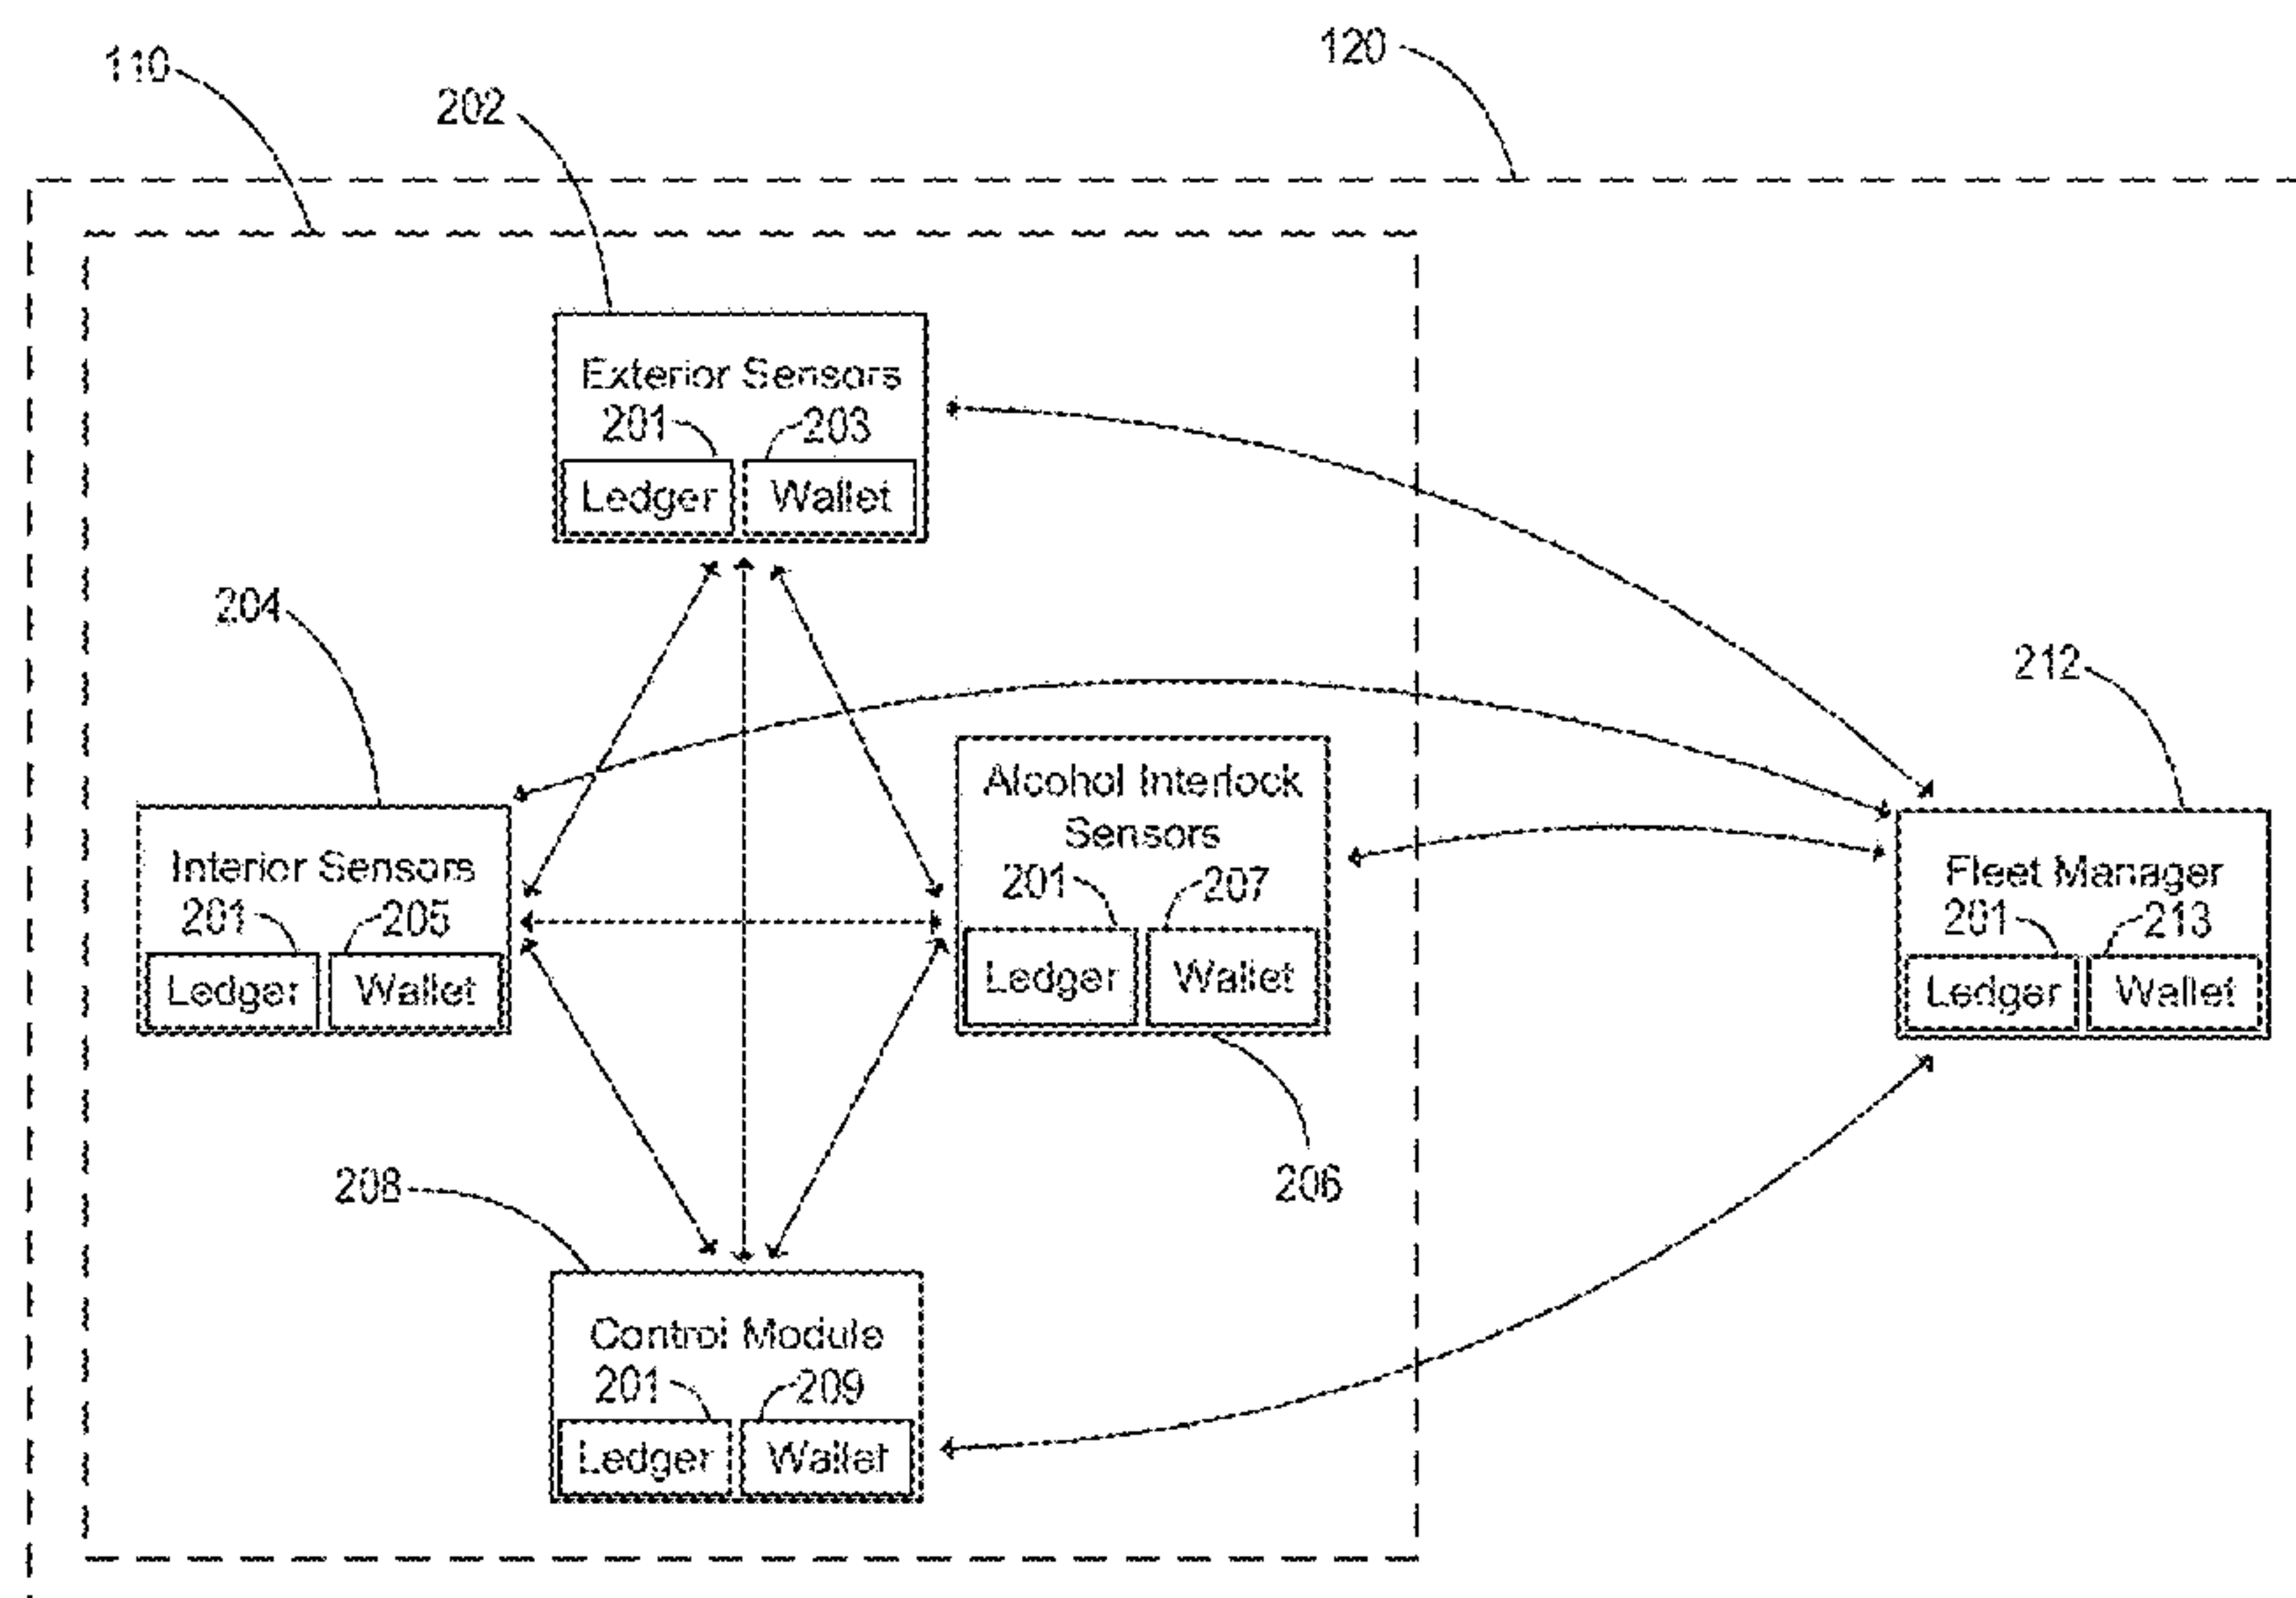 110
120
202
Exterior Sensors
201 203
Ledger Wallet
204
212
Alcohol Interlock
Sensors
Interior Sensors
201 207
Fleet Manager
201 205
201 213
Ledger Wallet
Ledger Wallet
Ledger Wallet
208
206
Control Module
201 209
Ledger Wallet